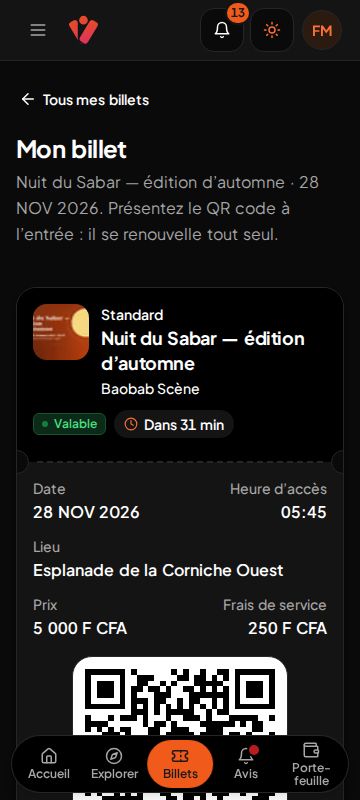 13
FM
Tous mes billets
Mon billet
Nuit du Sabar — édition d’automne · 28
NOV 2026. Présentez le QR code à
l’entrée : il se renouvelle tout seul.
Standard
Nuit du Sabar — édition
d’automne
Baobab Scène
Valable
Dans 31 min
Date
Heure d’accès
28 NOV 2026
05:45
Lieu
Esplanade de la Corniche Ouest
Prix
Frais de service
5 000 F CFA
250 F CFA
Accueil
Explorer
Billets
Avis
Porte-
feuille